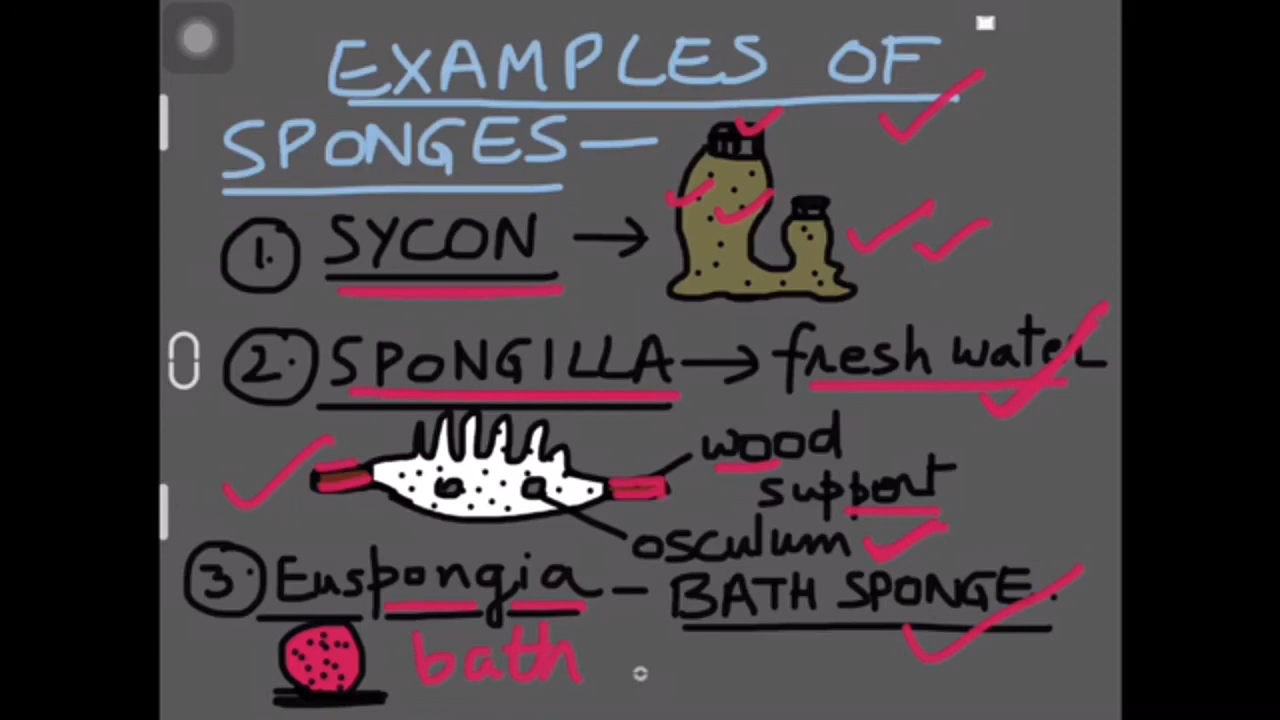 EXAMPLES OF
SPONGES—
1. SYCON →
2. SPONGILLA → fresh water
wood
support
osculum
3. Euspongia - BATH SPONGE.
bath